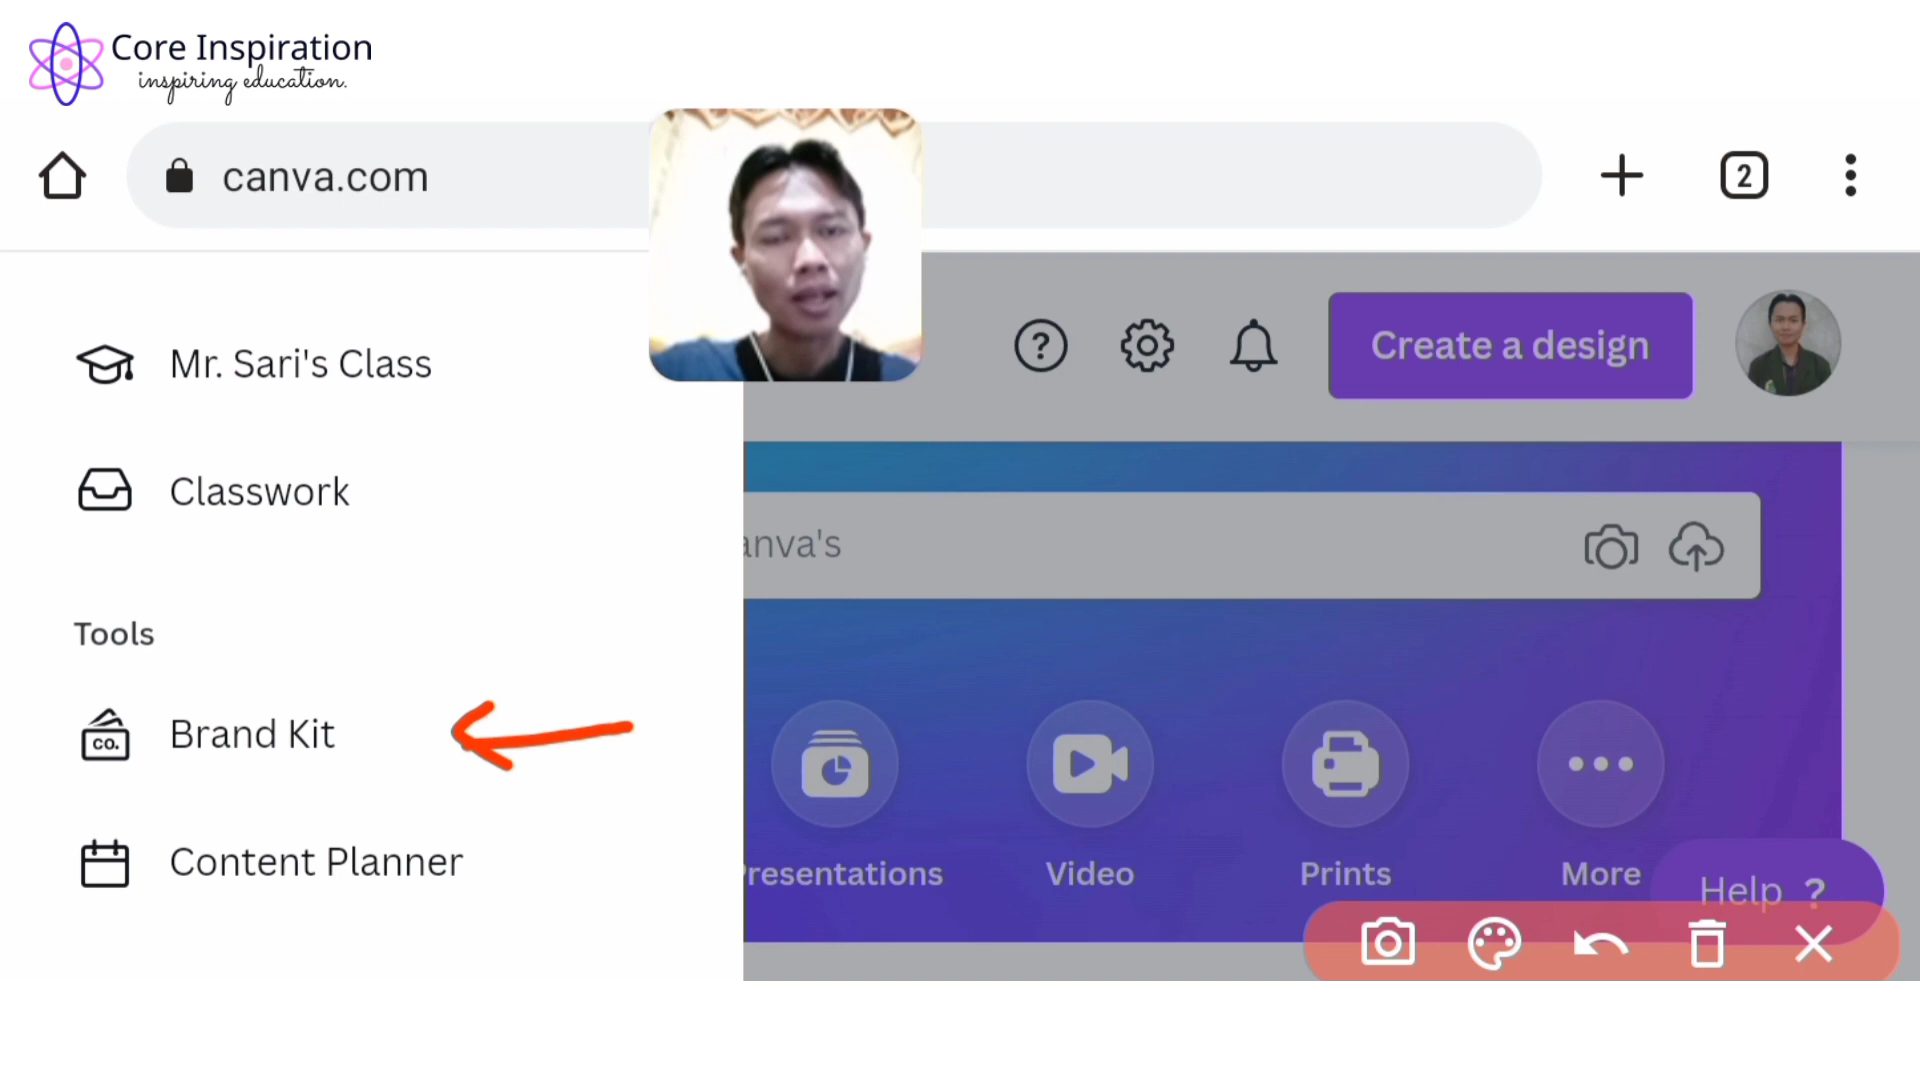 Core Inspiration
inspiring education.
canva.com
2
?
Create a design
Mr. Sari's Class
Classwork
anva's
Tools
CO.
Brand Kit
Content Planner
resentations
Video
Prints
More
Help ?